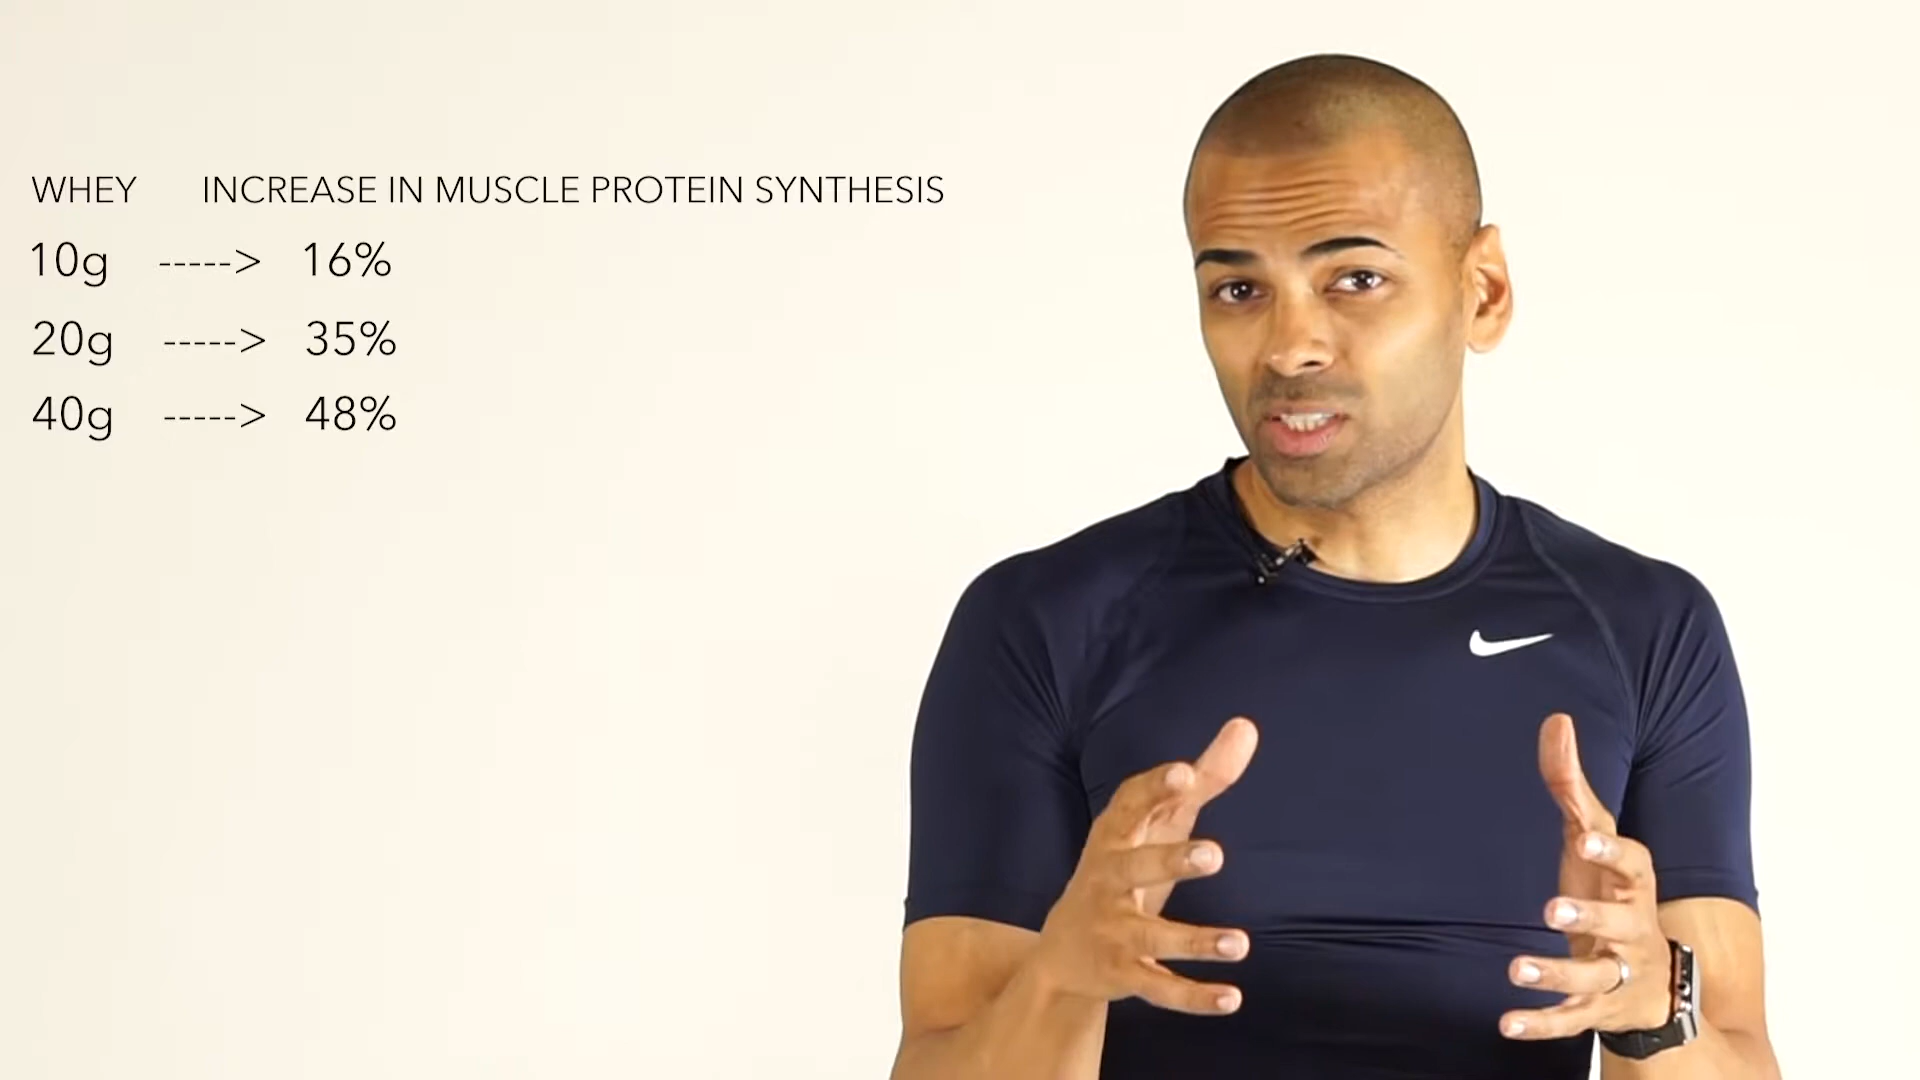 WHEY INCREASE IN MUSCLE PROTEIN SYNTHESIS
10g -----> 16%
20g -----> 35%
40g -----> 48%